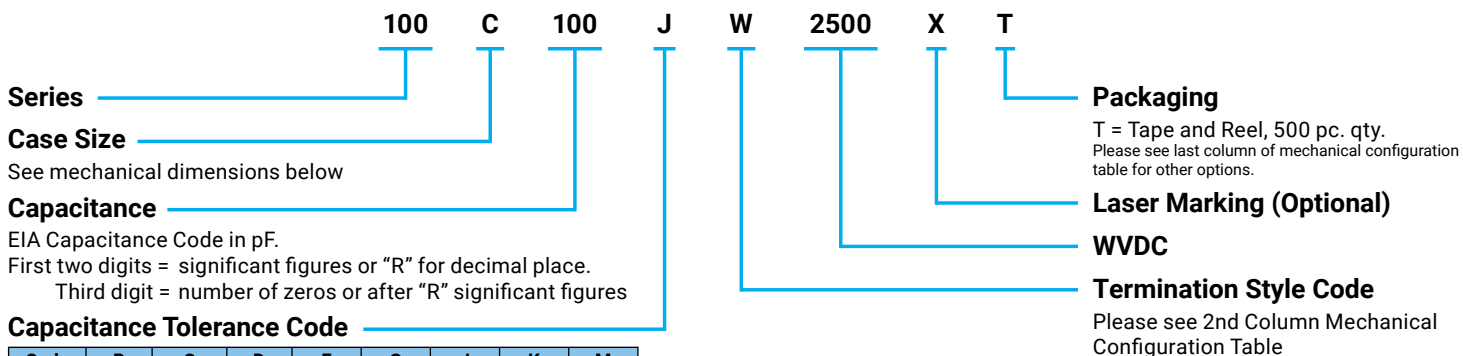 100 C 100 J W 2500 X T
Series
Case Size
See mechanical dimensions below
Capacitance
EIA Capacitance Code in pF.
First two digits = significant figures or “R” for decimal place.
Third digit = number of zeros or after “R” significant figures
Capacitance Tolerance Code
Packaging
T = Tape and Reel, 500 pc. qty.
Please see last column of mechanical configuration
table for other options.
Laser Marking (Optional)
WVDC
Termination Style Code
Please see 2nd Column Mechanical
Configuration Table